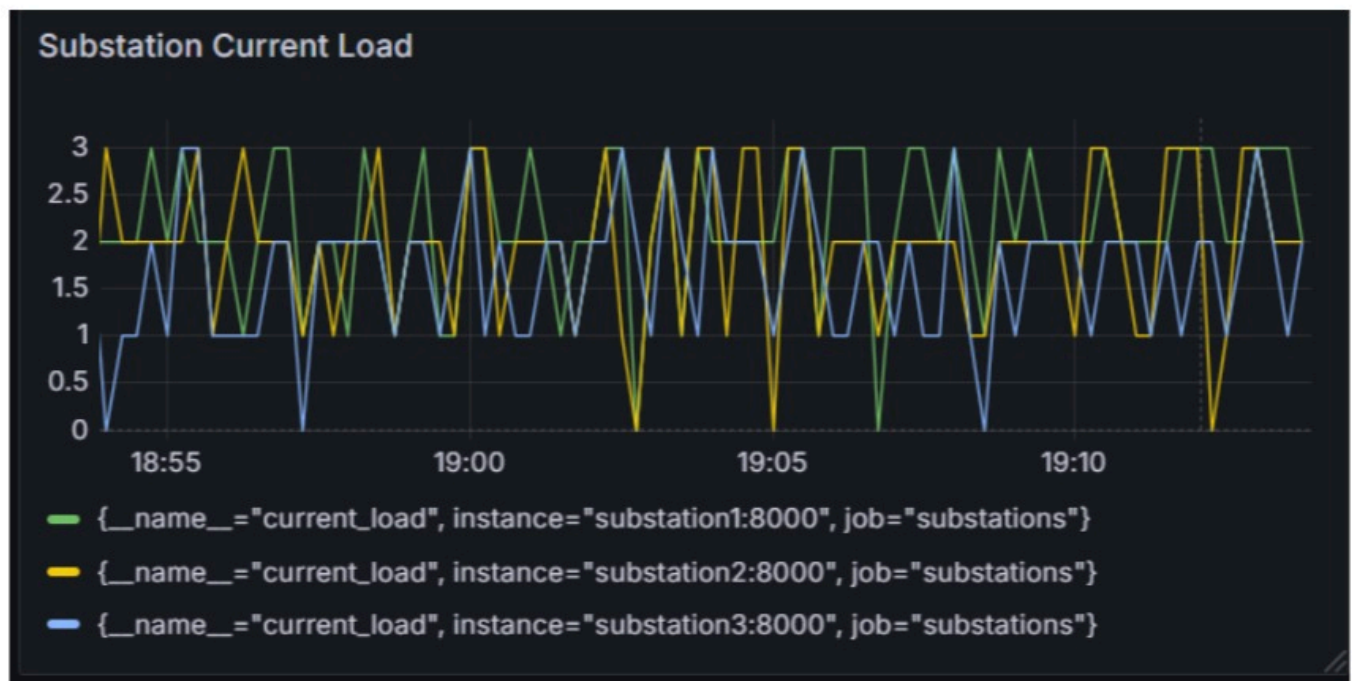 Substation Current Load
3
2.5
2
1.5
1
0.5
0
18:55 19:00 19:05 19:10
{__name__="current_load", instance="substation1:8000", job="substations"}
{__name__="current_load", instance="substation2:8000", job="substations"}
{__name__="current_load", instance="substation3:8000", job="substations"}